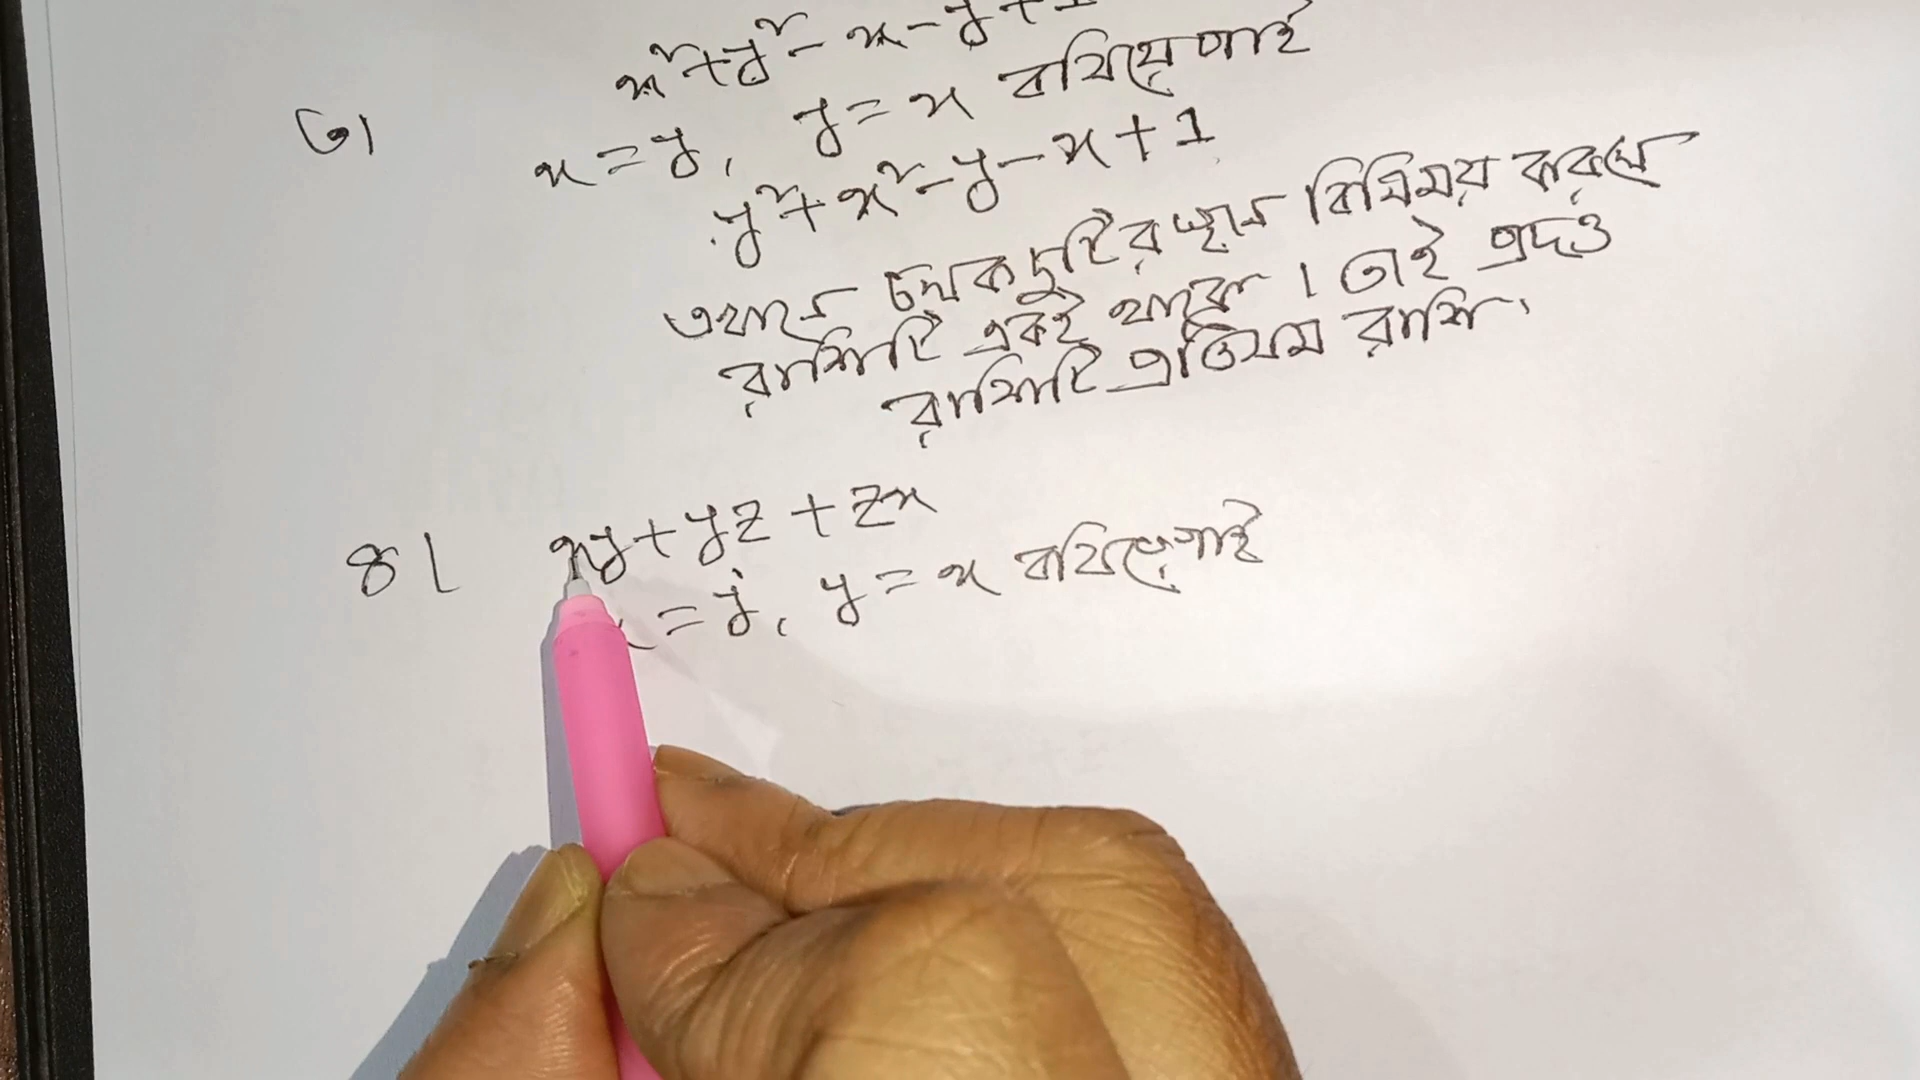 x²+y²-x-y+1
৩। x=y, y=x বসিয়ে পাই
y²+x²-y-x+1
এখানে চলক দুটির স্থান বিনিময় করলে
রাশিটি একই থাকে। তাই প্রদত্ত
রাশিটি প্রতিসম রাশি।
৪। xy+yz+zx
x=y, y=x বসিয়ে পাই